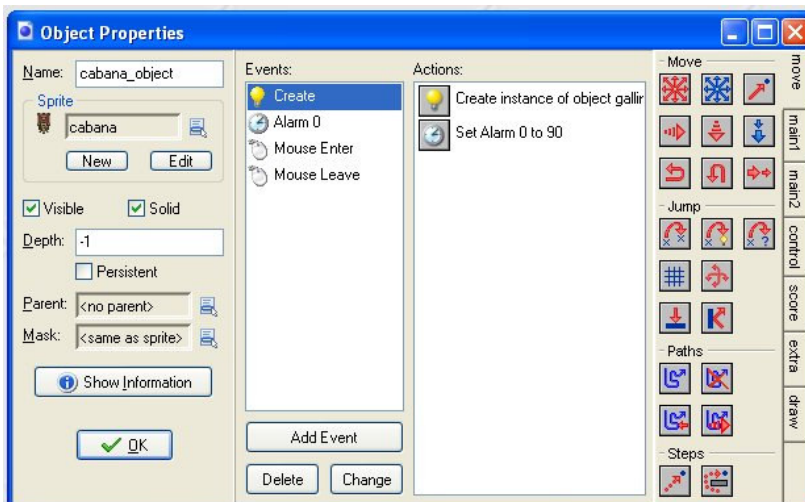 Object Properties
Name: cabana_object
Sprite
cabana
New Edit
Visible Solid
Depth: -1
Persistent
Parent: <no parent>
Mask: <same as sprite>
Show Information
OK
Events:
Create
Alarm 0
Mouse Enter
Mouse Leave
Add Event
Delete Change
Actions:
Create instance of object gallir
Set Alarm 0 to 90
Move
Jump
Paths
Steps
move
main1
main2
control
score
extra
draw